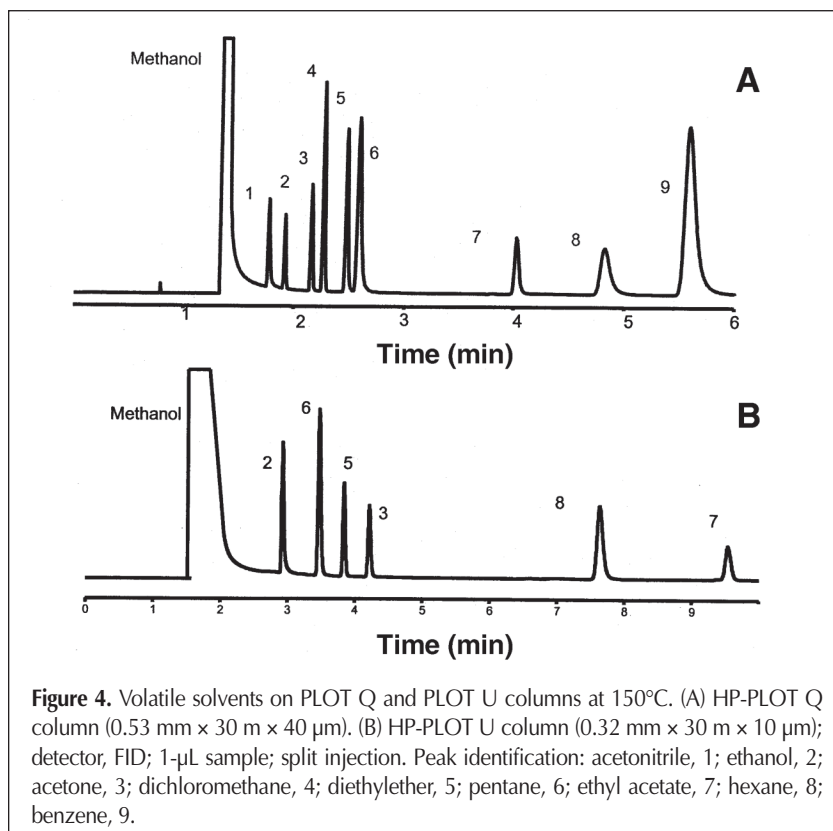 Methanol
A
1
2
3
4
5
6
7
8
9
1
2
3
4
5
6
Time (min)
Methanol
B
2
6
5
3
8
7
0
1
2
3
4
5
6
7
8
9
Time (min)
Figure 4. Volatile solvents on PLOT Q and PLOT U columns at 150°C. (A) HP-PLOT Q
column (0.53 mm × 30 m × 40 µm). (B) HP-PLOT U column (0.32 mm × 30 m × 10 µm);
detector, FID; 1-µL sample; split injection. Peak identification: acetonitrile, 1; ethanol, 2;
acetone, 3; dichloromethane, 4; diethylether, 5; pentane, 6; ethyl acetate, 7; hexane, 8;
benzene, 9.